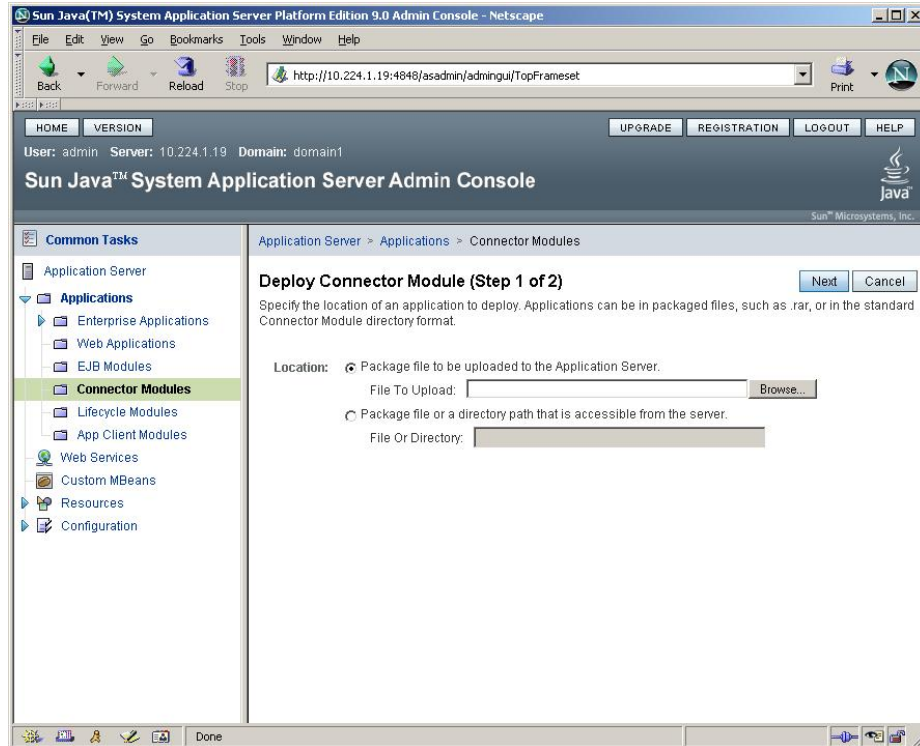 Sun Java(TM) System Application Server Platform Edition 9.0 Admin Console - Netscape
File Edit View Go Bookmarks Tools Window Help
Back Forward Reload Stop
http://10.224.1.19:4848/asadmin/admingui/TopFrameset
Print
N
HOME VERSION UPGRADE REGISTRATION LOGOUT HELP
User: admin Server: 10.224.1.19 Domain: domain1
Sun Java™ System Application Server Admin Console
Java™
Sun™ Microsystems, Inc.
Common Tasks
Application Server
Applications
Enterprise Applications
Web Applications
EJB Modules
Connector Modules
Lifecycle Modules
App Client Modules
Web Services
Custom MBeans
Resources
Configuration
Application Server > Applications > Connector Modules
Deploy Connector Module (Step 1 of 2)
Next Cancel
Specify the location of an application to deploy. Applications can be in packaged files, such as .rar, or in the standard
Connector Module directory format.
Location: Package file to be uploaded to the Application Server.
File To Upload: Browse...
Package file or a directory path that is accessible from the server.
File Or Directory:
Done